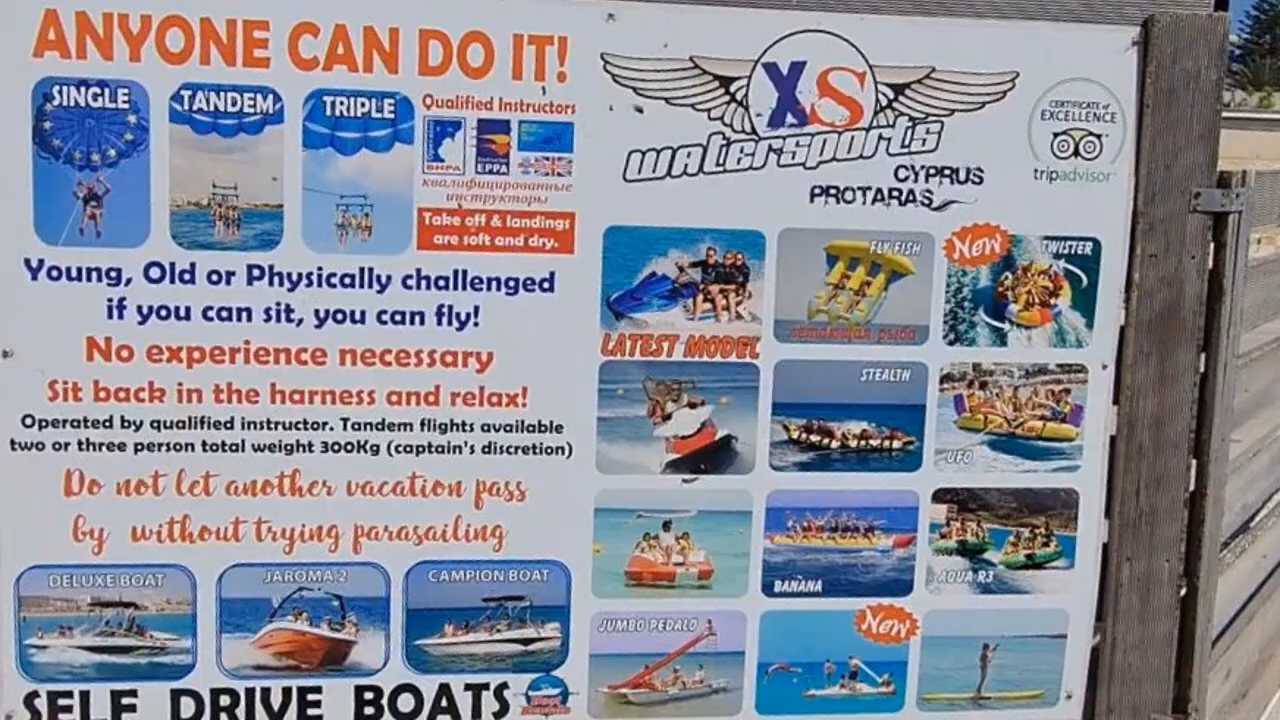 ANYONE CAN DO IT!
SINGLE
TANDEM
TRIPLE
Qualified Instructors
BHPA
EPPA
квалифицированные
инструкторы
Take off & landings
are soft and dry.
Young, Old or Physically challenged
if you can sit, you can fly!
No experience necessary
Sit back in the harness and relax!
Operated by qualified instructor. Tandem flights available
two or three person total weight 300Kg (captain's discretion)
Do not let another vacation pass
by without trying parasailing
DELUXE BOAT
JAROMA 2
CAMPION BOAT
SELF DRIVE BOATS
XS
watersports
CYPRUS
PROTARAS
CERTIFICATE of
EXCELLENCE
tripadvisor
LATEST MODEL
FLY FISH
New
TWISTER
STEALTH
UFO
BANANA
AQUA R3
JUMBO PEDALO
New